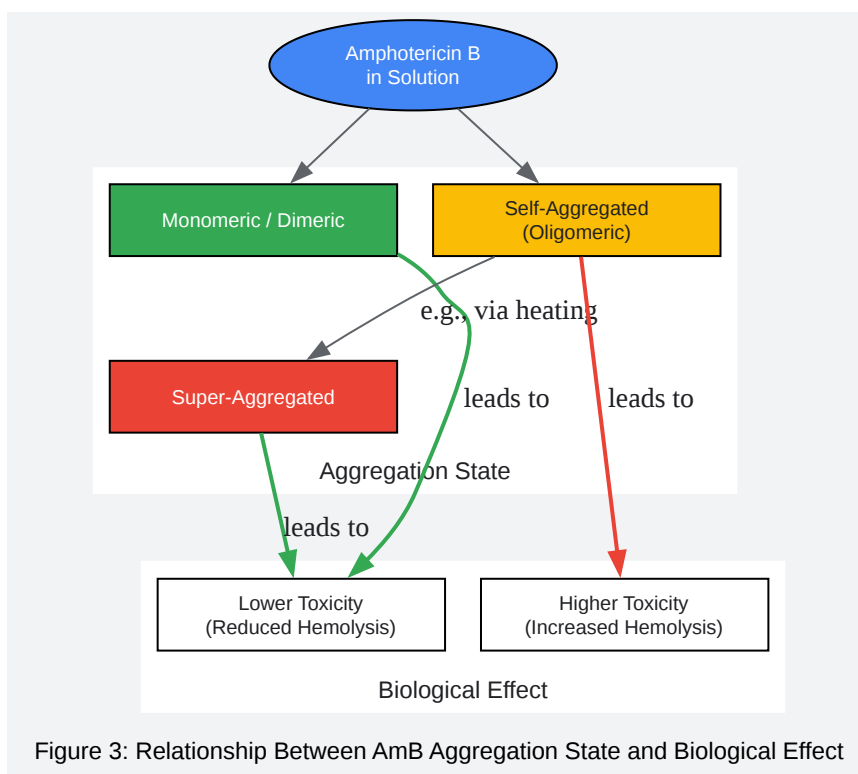 Amphotericin B
in Solution
Monomeric / Dimeric
Self-Aggregated
(Oligomeric)
e.g., via heating
Super-Aggregated
leads to
leads to
Aggregation State
leads to
Lower Toxicity
(Reduced Hemolysis)
Higher Toxicity
(Increased Hemolysis)
Biological Effect
Figure 3: Relationship Between AmB Aggregation State and Biological Effect